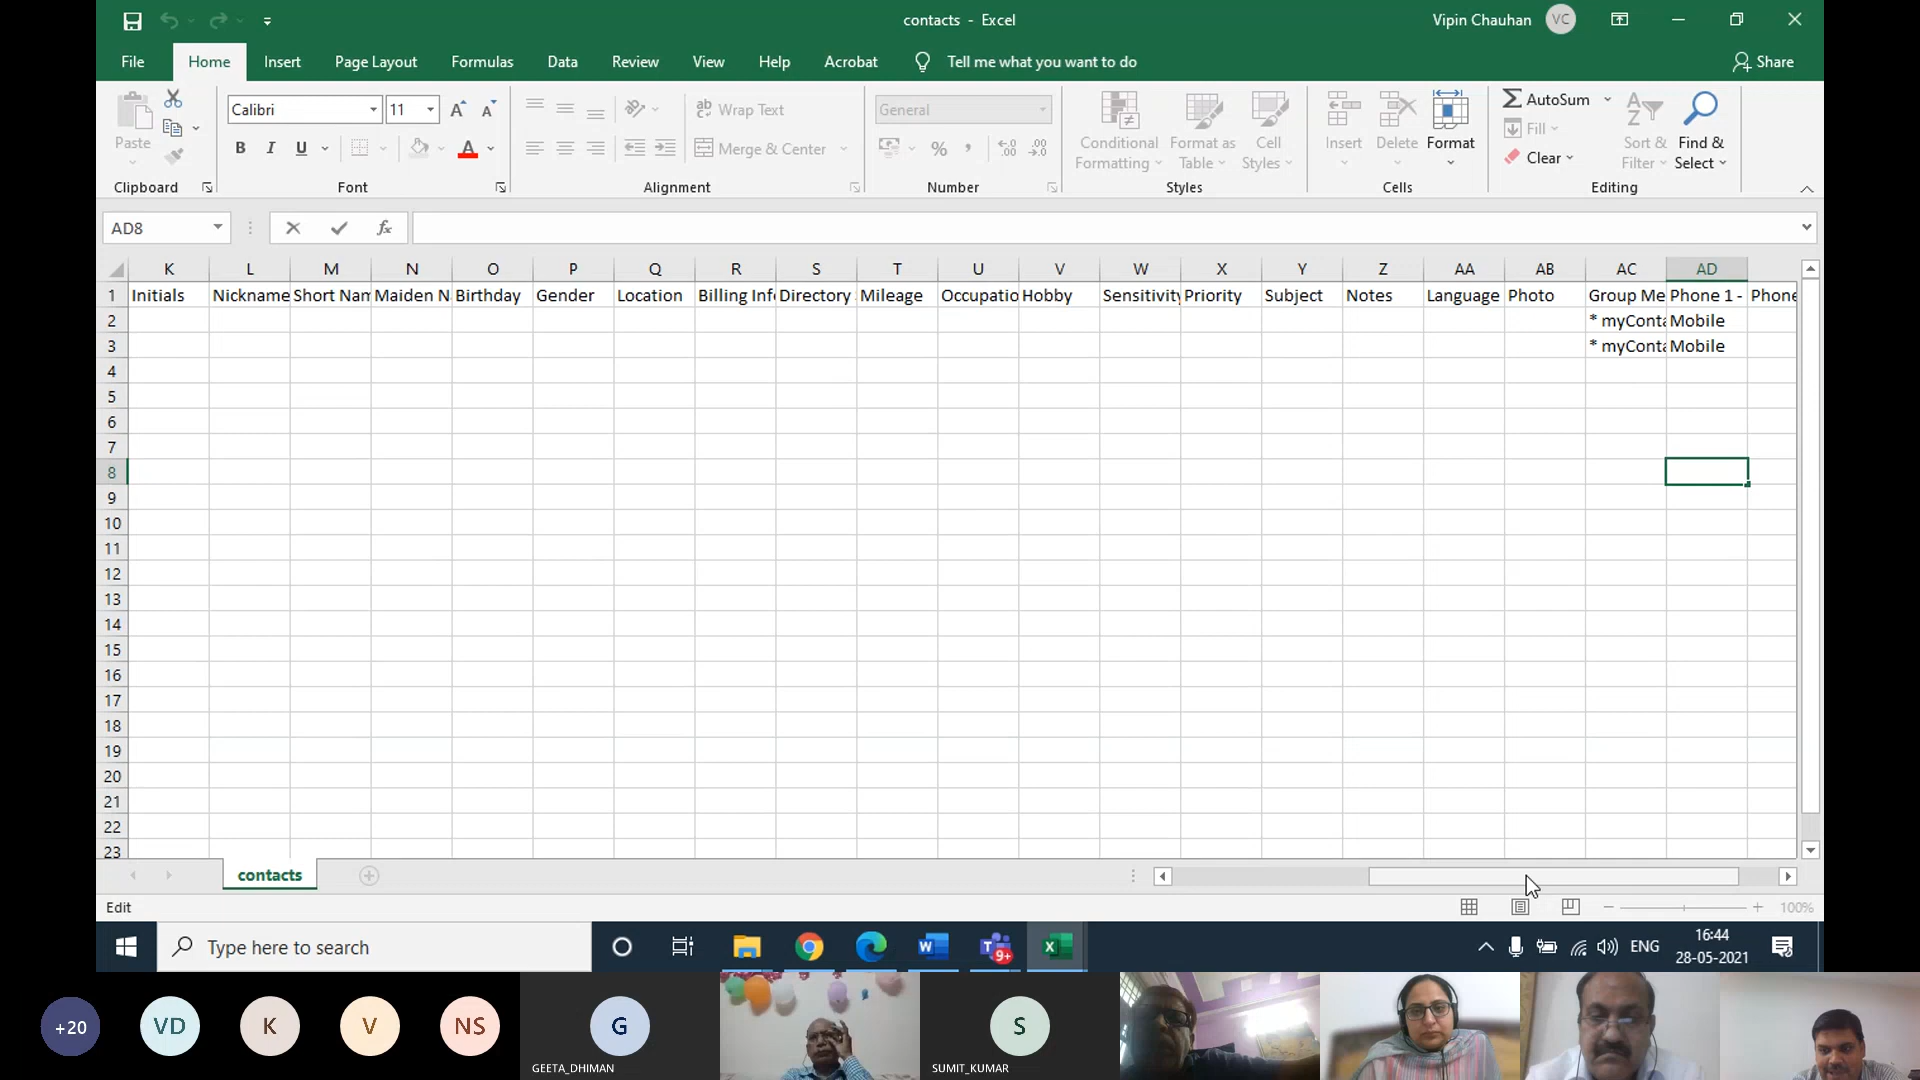 contacts - Excel
Vipin Chauhan VC
File Home Insert Page Layout Formulas Data Review View Help Acrobat Tell me what you want to do Share
Paste
Calibri 11
B I U A
Wrap Text
Merge & Center
General
Conditional Formatting
Format as Table
Cell Styles
Insert Delete Format
AutoSum
Fill
Clear
Sort & Filter
Find & Select
Clipboard Font Alignment Number Styles Cells Editing
AD8 fx
K L M N O P Q R S T U V W X Y Z AA AB AC AD
1 Initials Nickname Short Nam Maiden N Birthday Gender Location Billing Info Directory Mileage Occupatio Hobby Sensitivity Priority Subject Notes Language Photo Group Me Phone 1 - Phone
2 * myConta Mobile
3 * myConta Mobile
4
5
6
7
8
9
10
11
12
13
14
15
16
17
18
19
20
21
22
23
contacts
Edit 100%
Type here to search
9+
ENG
16:44
28-05-2021
+20 VD K V NS G S
GEETA_DHIMAN SUMIT_KUMAR